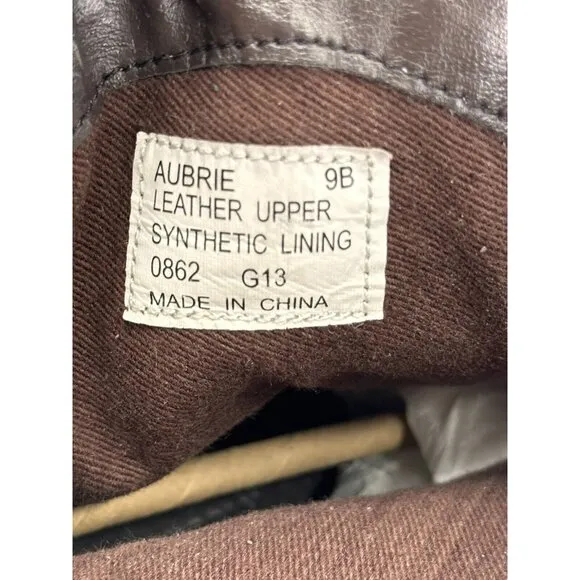 AUBRIE 9B
LEATHER UPPER
SYNTHETIC LINING
0862 G13
MADE IN CHINA